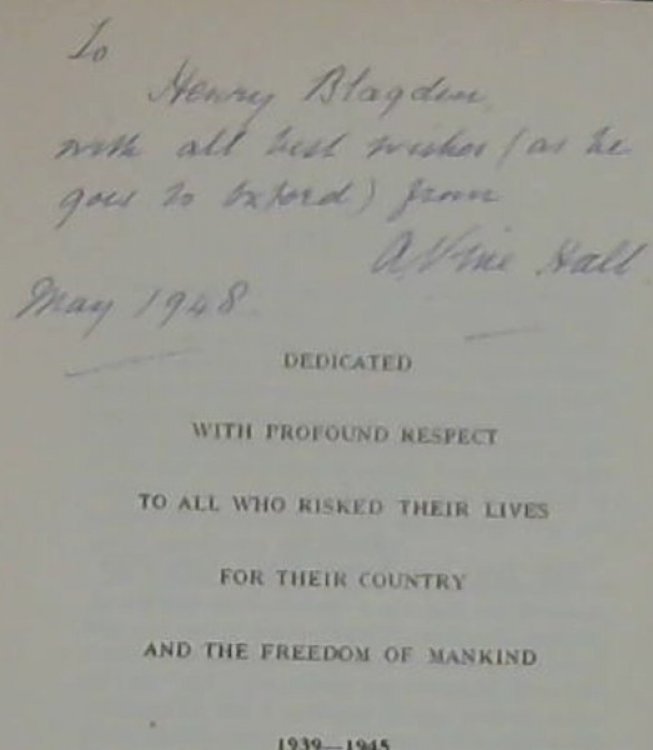 To
Henry Blagden,
with all best wishes (as he
goes to Oxford) from
A. Vine Hall
May 1948.
DEDICATED
WITH PROFOUND RESPECT
TO ALL WHO RISKED THEIR LIVES
FOR THEIR COUNTRY
AND THE FREEDOM OF MANKIND
1939—1945